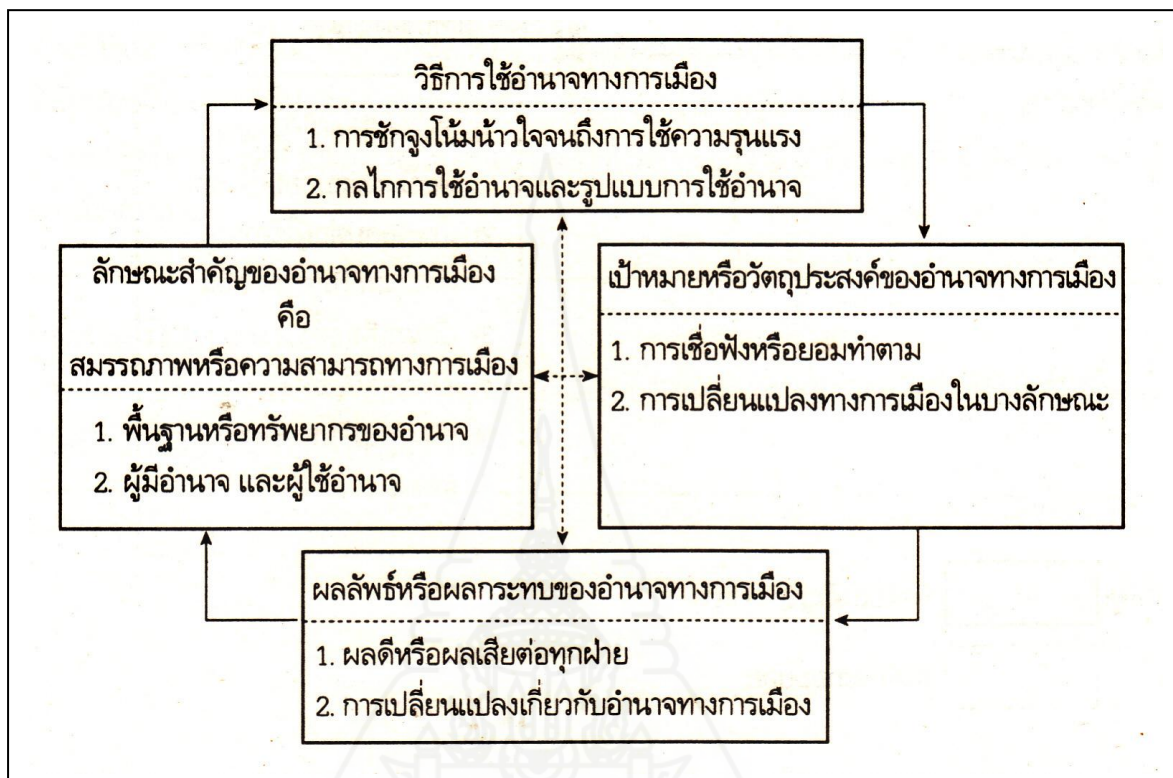 วิธีการใช้อำนาจทางการเมือง
1. การชักจูงโน้มน้าวใจจนถึงการใช้ความรุนแรง
2. กลไกการใช้อำนาจและรูปแบบการใช้อำนาจ
ลักษณะสำคัญของอำนาจทางการเมือง
คือ
สมรรถภาพหรือความสามารถทางการเมือง
1. พื้นฐานหรือทรัพยากรของอำนาจ
2. ผู้มีอำนาจ และผู้ใช้อำนาจ
เป้าหมายหรือวัตถุประสงค์ของอำนาจทางการเมือง
1. การเชื่อฟังหรือยอมทำตาม
2. การเปลี่ยนแปลงทางการเมืองในบางลักษณะ
ผลลัพธ์หรือผลกระทบของอำนาจทางการเมือง
1. ผลดีหรือผลเสียต่อทุกฝ่าย
2. การเปลี่ยนแปลงเกี่ยวกับอำนาจทางการเมือง